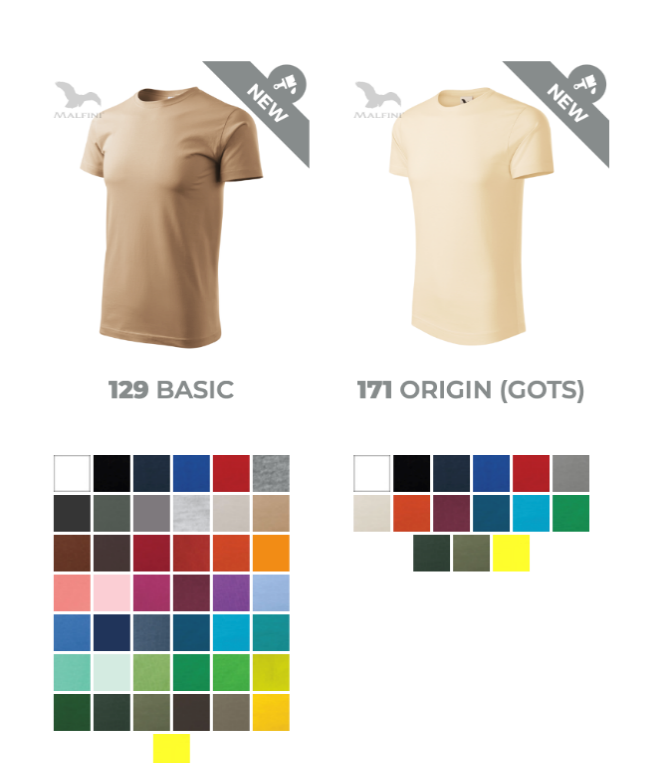 MALFINI
NEW
MALFINI
NEW
129 BASIC
171 ORIGIN (GOTS)